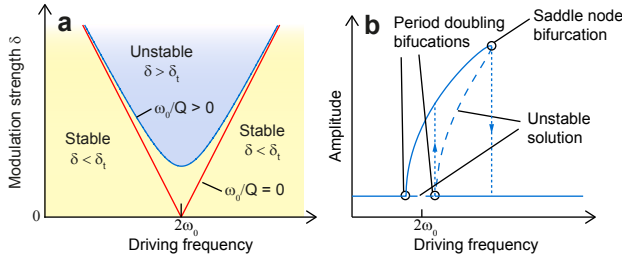 a
Modulation strength δ
Unstable
δ > δt
ω0/Q > 0
Stable
δ < δt
Stable
δ < δt
ω0/Q = 0
0
2ω0
Driving frequency
b
Period doubling
bifucations
Saddle node
bifurcation
Amplitude
Unstable
solution
2ω0
Driving frequency